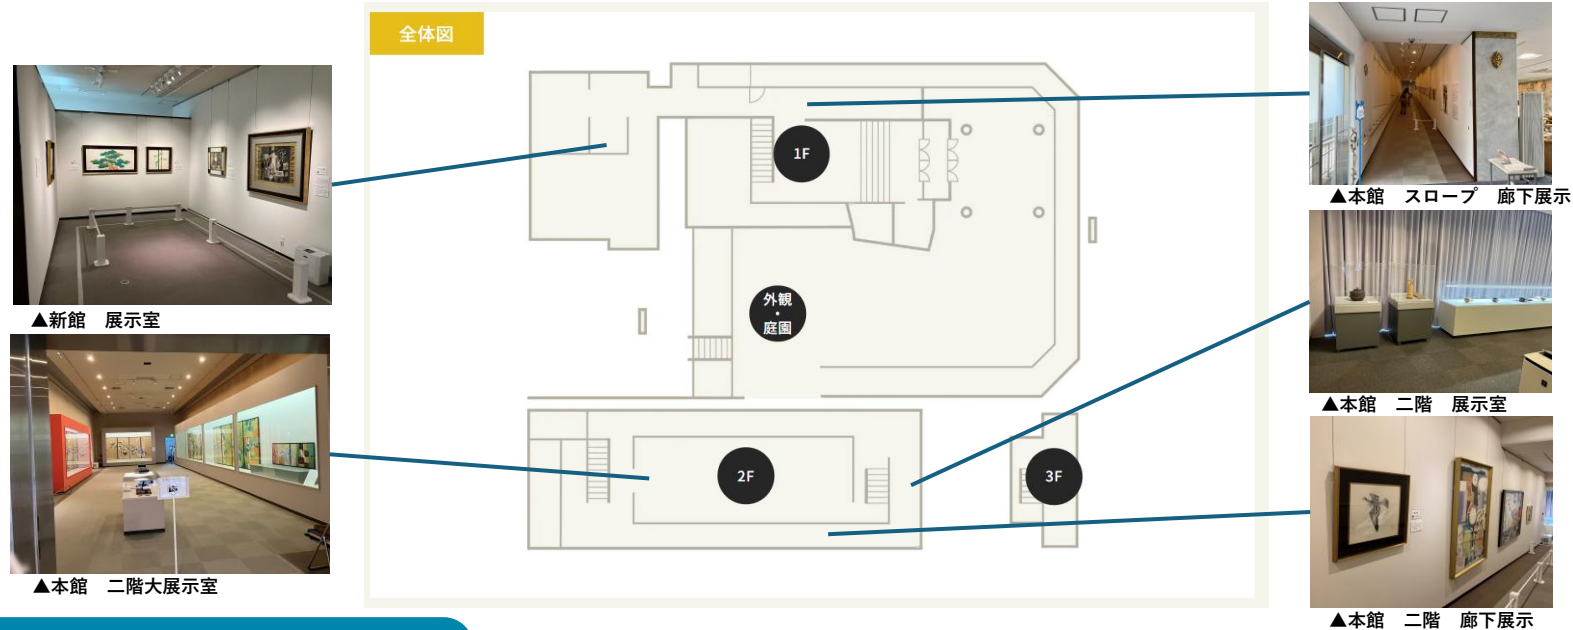 全体図
1F
外観
・
庭園
2F
3F
▲新館　展示室
▲本館　二階大展示室
▲本館　スロープ　廊下展示
▲本館　二階　展示室
▲本館　二階　廊下展示